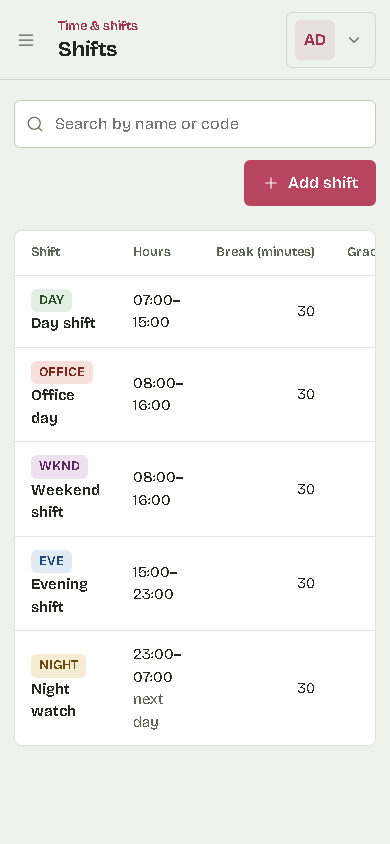 Time & shifts
Shifts
AD
Search by name or code
Add shift
Shift Hours Break (minutes)
DAY
Day shift
07:00–
15:00
30
OFFICE
Office
day
08:00–
16:00
30
WKND
Weekend
shift
08:00–
16:00
30
EVE
Evening
shift
15:00–
23:00
30
NIGHT
Night
watch
23:00–
07:00
next
day
30